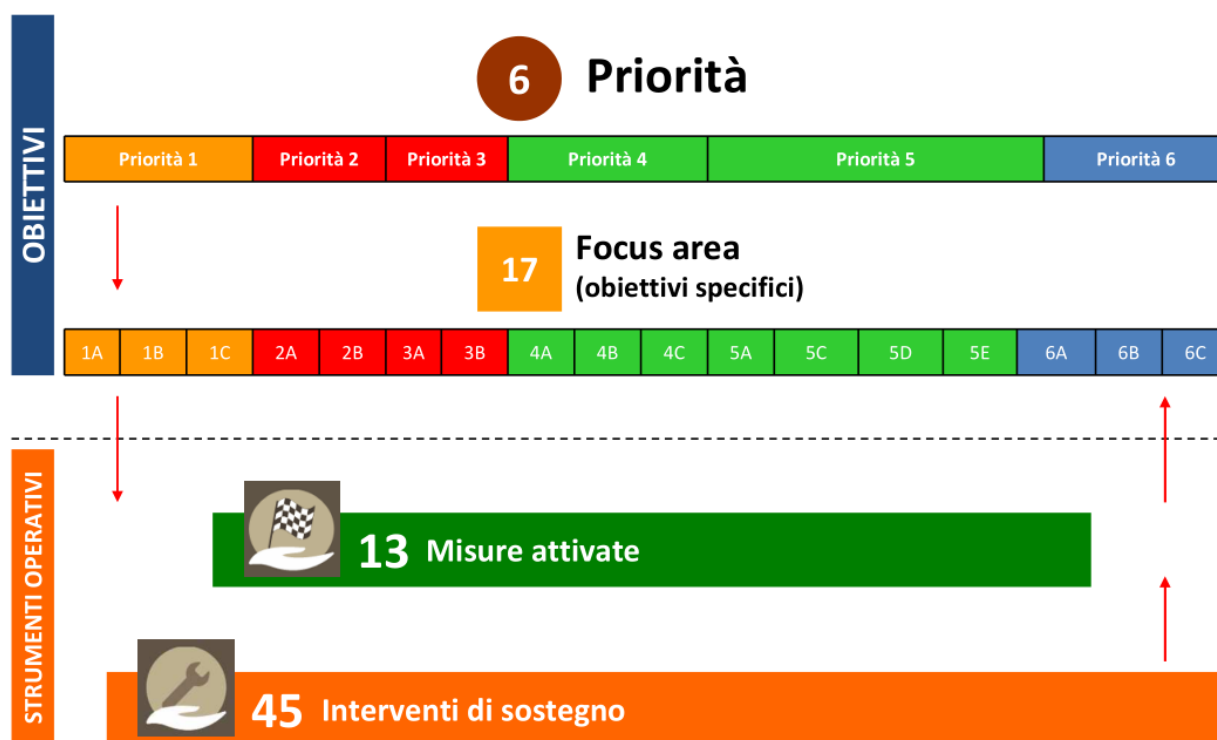 OBIETTIVI
6 Priorità
Priorità 1 Priorità 2 Priorità 3 Priorità 4 Priorità 5 Priorità 6
17 Focus area
(obiettivi specifici)
1A 1B 1C 2A 2B 3A 3B 4A 4B 4C 5A 5C 5D 5E 6A 6B 6C
STRUMENTI OPERATIVI
13 Misure attivate
45 Interventi di sostegno